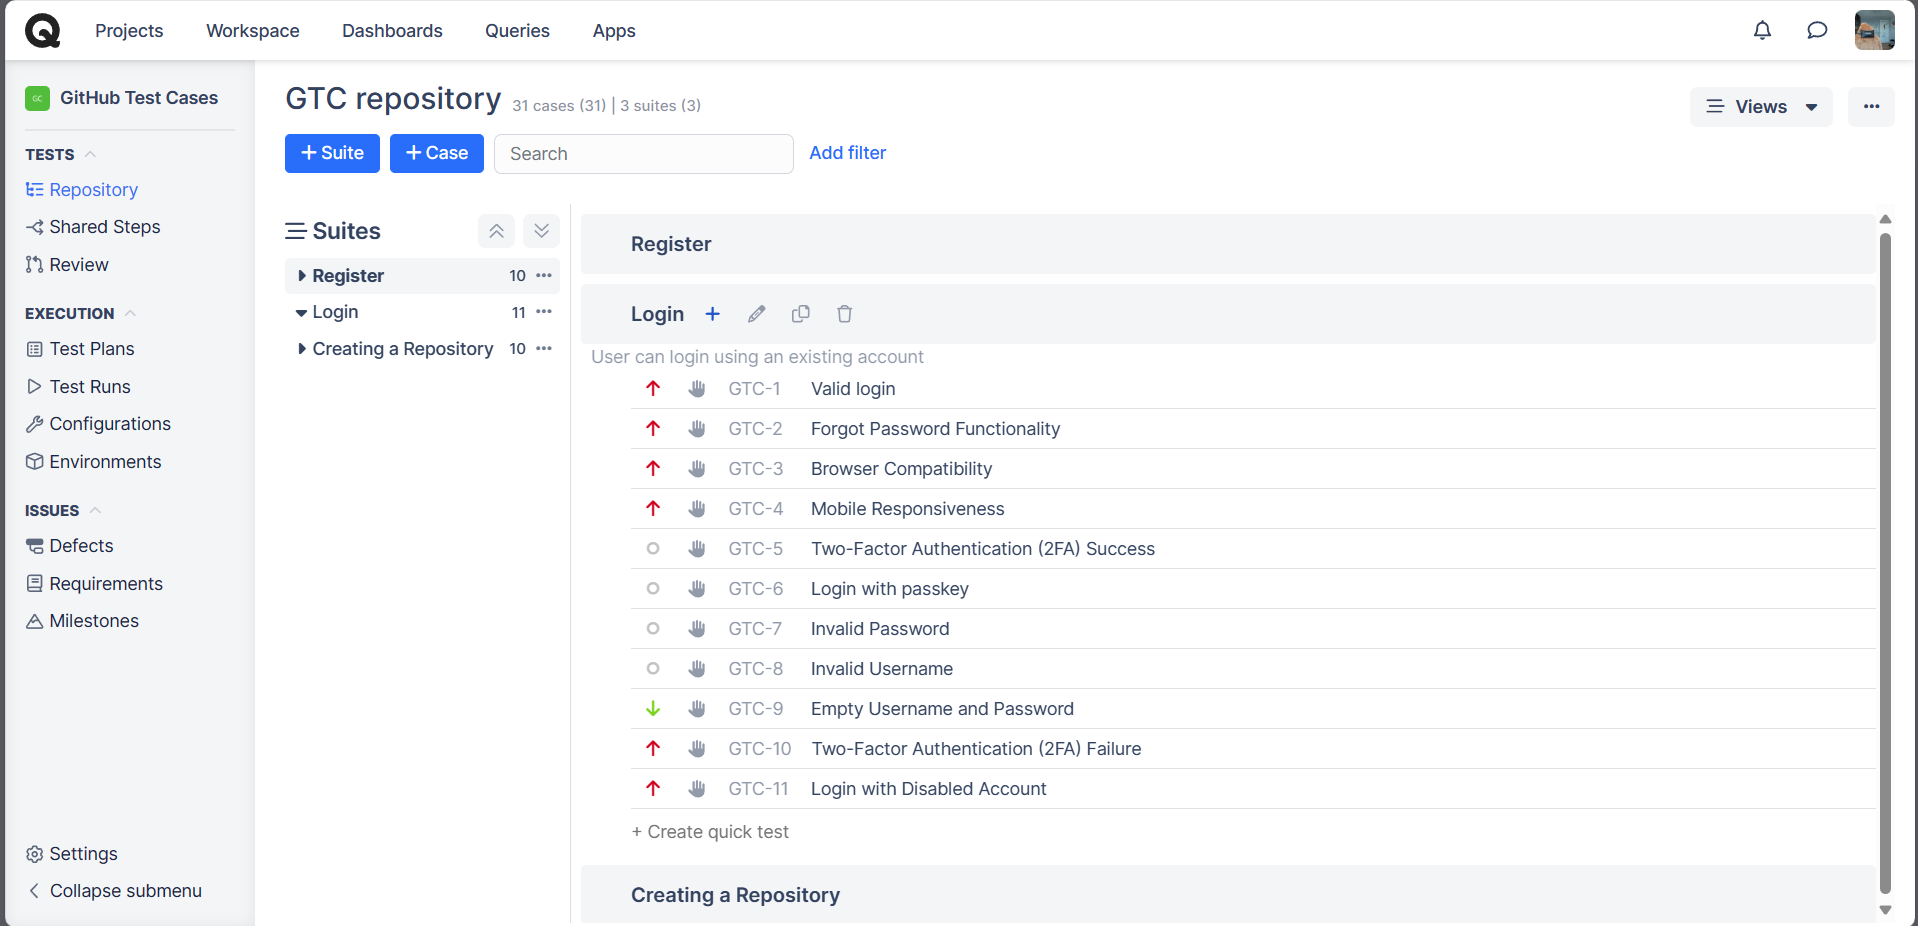 Projects Workspace Dashboards Queries Apps
GC GitHub Test Cases
TESTS
Repository
Shared Steps
Review
EXECUTION
Test Plans
Test Runs
Configurations
Environments
ISSUES
Defects
Requirements
Milestones
Settings
Collapse submenu
GTC repository 31 cases (31) | 3 suites (3)
Views
+ Suite + Case Search Add filter
Suites
Register 10
Login 11
Creating a Repository 10
Register
Login
User can login using an existing account
GTC-1 Valid login
GTC-2 Forgot Password Functionality
GTC-3 Browser Compatibility
GTC-4 Mobile Responsiveness
GTC-5 Two-Factor Authentication (2FA) Success
GTC-6 Login with passkey
GTC-7 Invalid Password
GTC-8 Invalid Username
GTC-9 Empty Username and Password
GTC-10 Two-Factor Authentication (2FA) Failure
GTC-11 Login with Disabled Account
+ Create quick test
Creating a Repository